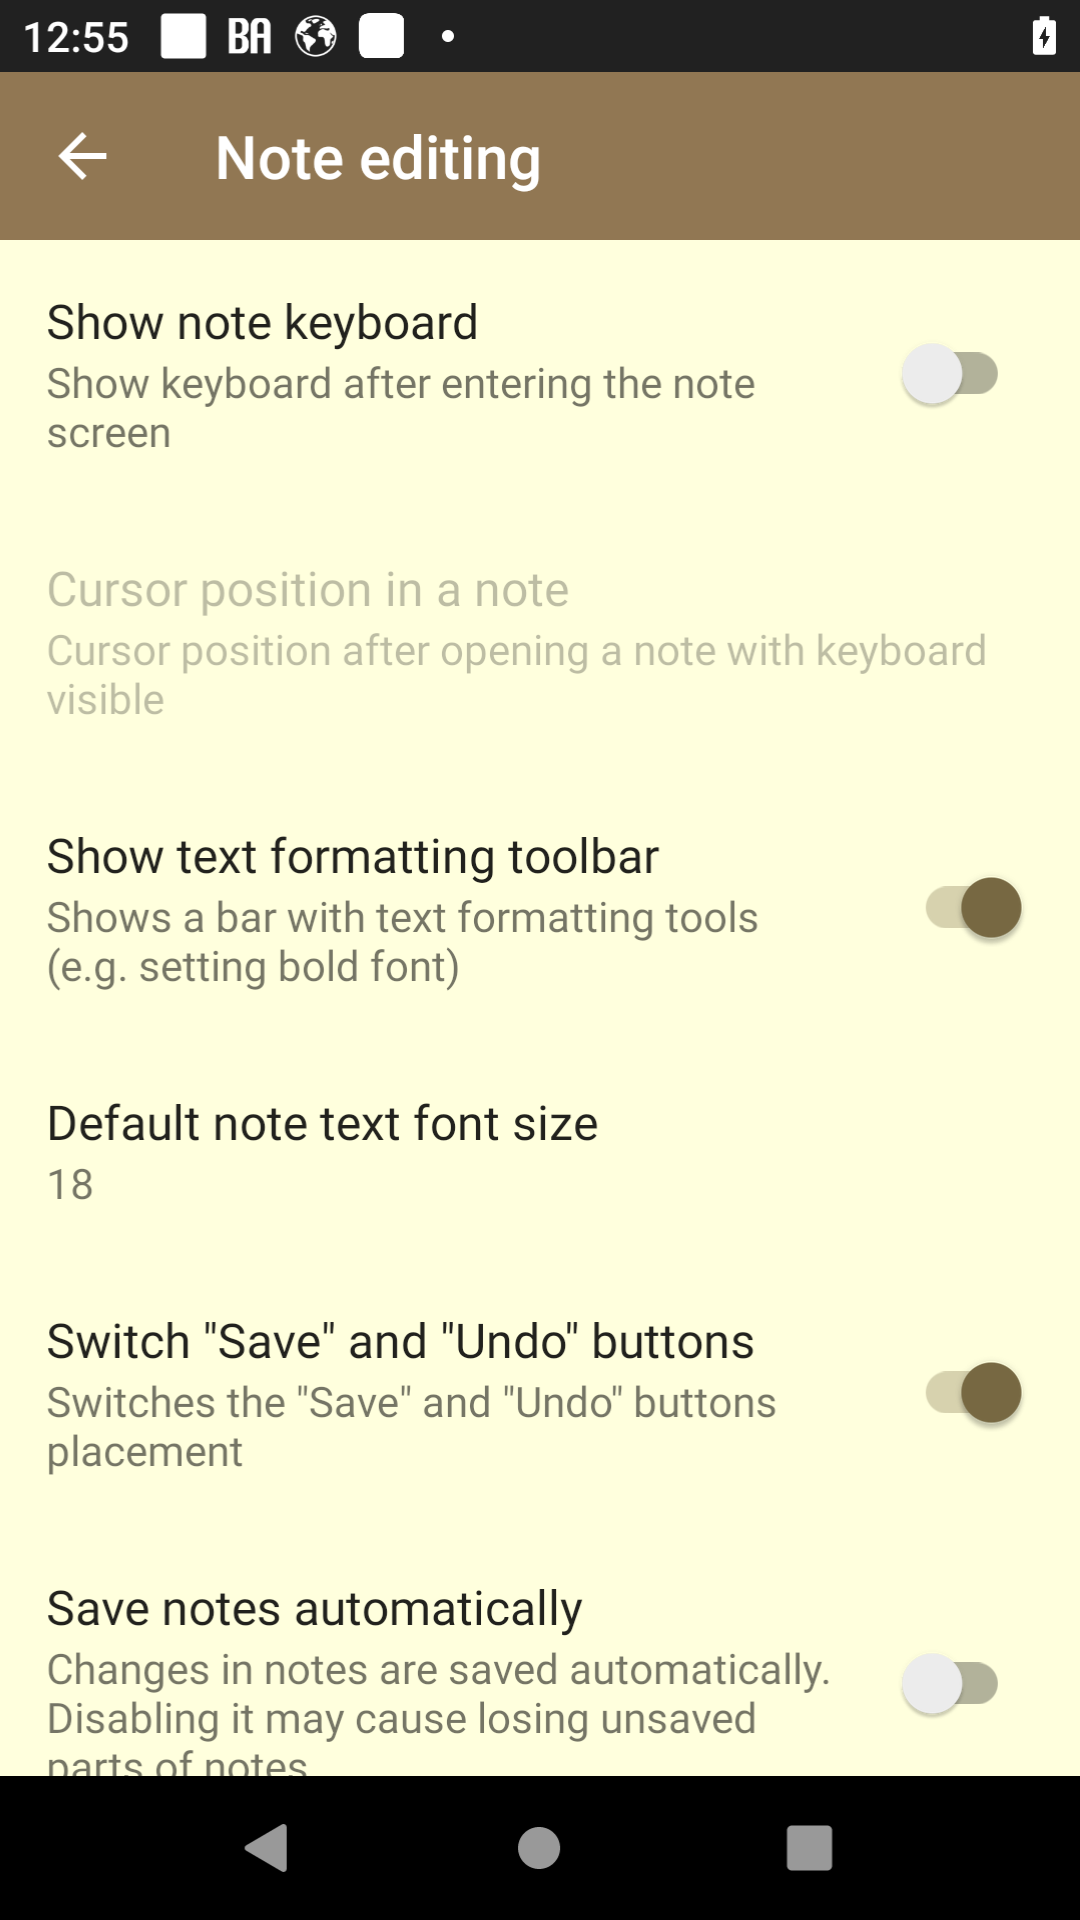 12:55 BA
Note editing
Show note keyboard
Show keyboard after entering the note
screen
Cursor position in a note
Cursor position after opening a note with keyboard
visible
Show text formatting toolbar
Shows a bar with text formatting tools
(e.g. setting bold font)
Default note text font size
18
Switch "Save" and "Undo" buttons
Switches the "Save" and "Undo" buttons
placement
Save notes automatically
Changes in notes are saved automatically.
Disabling it may cause losing unsaved
parts of notes